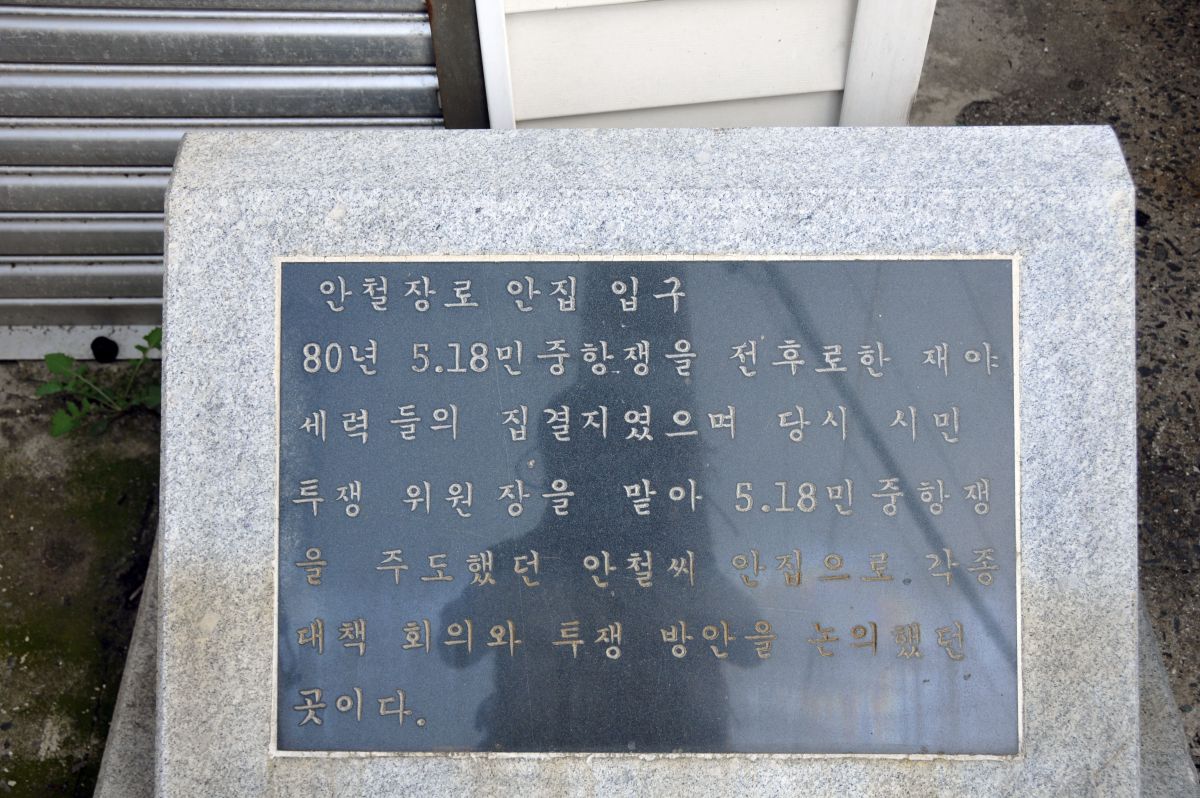 안철장로 안집 입구
80년 5.18민중항쟁을 전후로한 재야
세력들의 집결지였으며 당시 시민
투쟁 위원장을 맡아 5.18민중항쟁
을 주도했던 안철씨 안집으로 각종
대책 회의와 투쟁 방안을 논의했던
곳이다.